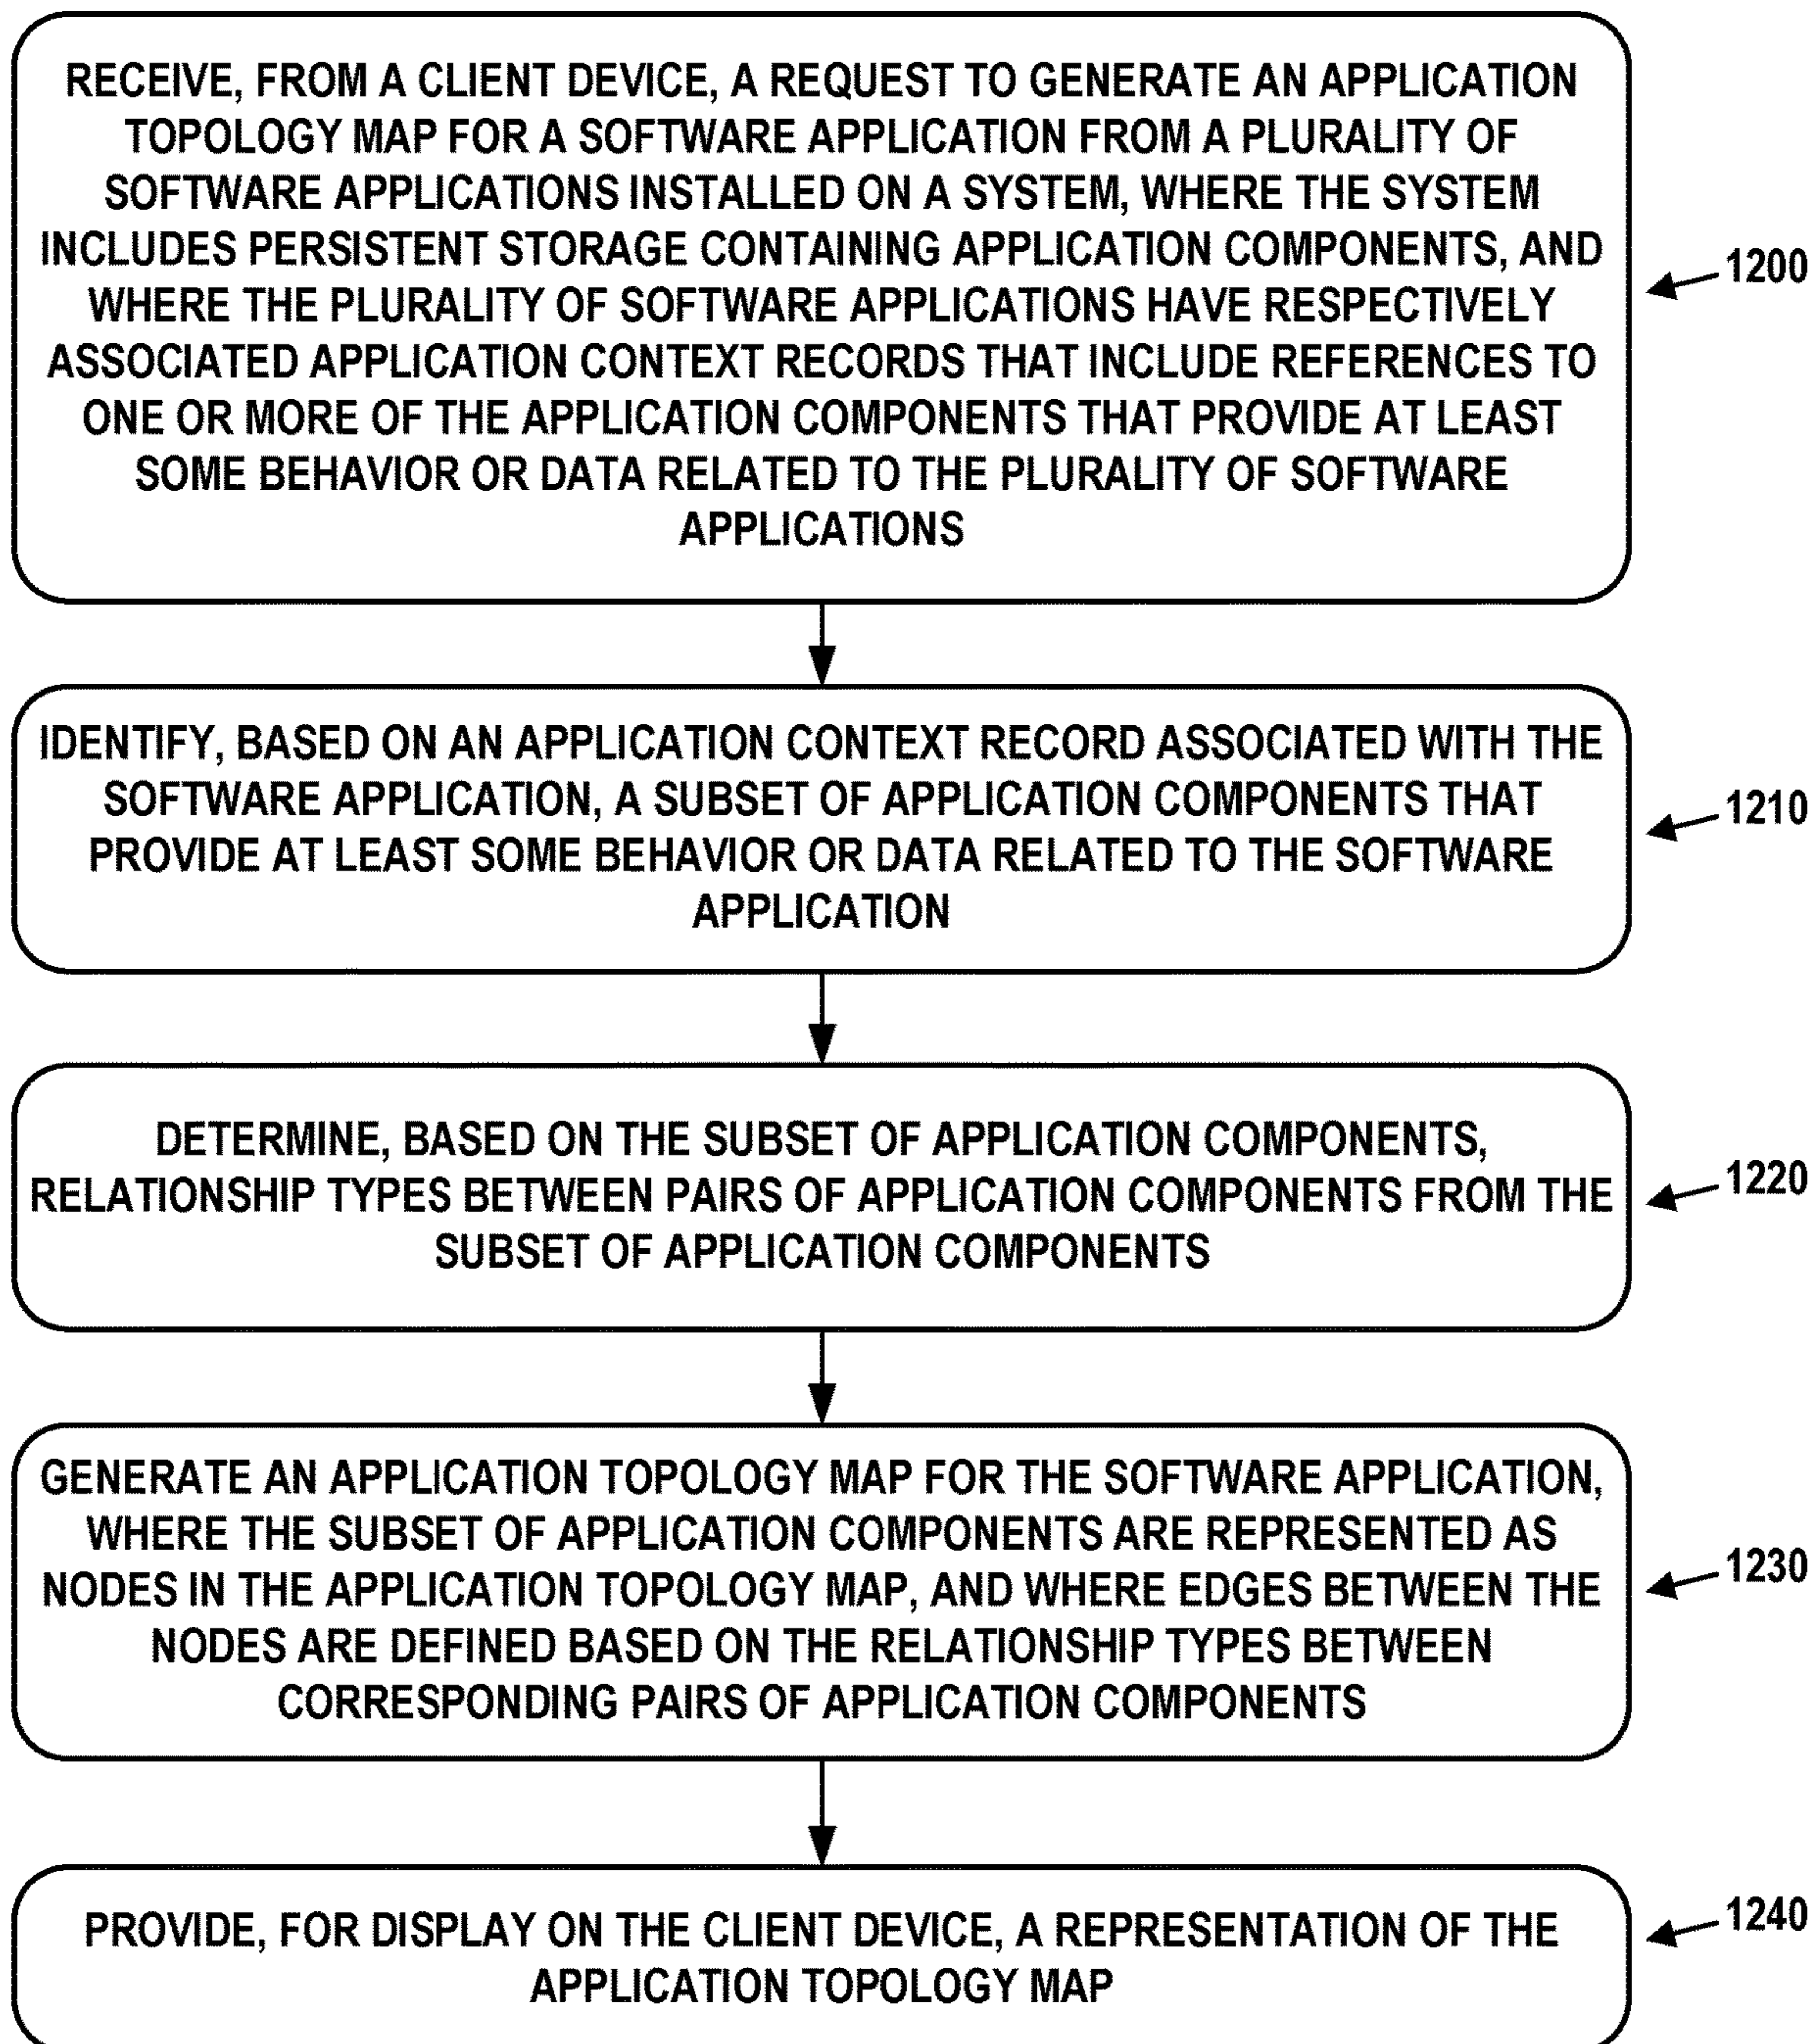 RECEIVE, FROM A CLIENT DEVICE, A REQUEST TO GENERATE AN APPLICATION
TOPOLOGY MAP FOR A SOFTWARE APPLICATION FROM A PLURALITY OF
SOFTWARE APPLICATIONS INSTALLED ON A SYSTEM, WHERE THE SYSTEM
INCLUDES PERSISTENT STORAGE CONTAINING APPLICATION COMPONENTS, AND
WHERE THE PLURALITY OF SOFTWARE APPLICATIONS HAVE RESPECTIVELY
ASSOCIATED APPLICATION CONTEXT RECORDS THAT INCLUDE REFERENCES TO
ONE OR MORE OF THE APPLICATION COMPONENTS THAT PROVIDE AT LEAST
SOME BEHAVIOR OR DATA RELATED TO THE PLURALITY OF SOFTWARE
APPLICATIONS
1200
IDENTIFY, BASED ON AN APPLICATION CONTEXT RECORD ASSOCIATED WITH THE
SOFTWARE APPLICATION, A SUBSET OF APPLICATION COMPONENTS THAT
PROVIDE AT LEAST SOME BEHAVIOR OR DATA RELATED TO THE SOFTWARE
APPLICATION
1210
DETERMINE, BASED ON THE SUBSET OF APPLICATION COMPONENTS,
RELATIONSHIP TYPES BETWEEN PAIRS OF APPLICATION COMPONENTS FROM THE
SUBSET OF APPLICATION COMPONENTS
1220
GENERATE AN APPLICATION TOPOLOGY MAP FOR THE SOFTWARE APPLICATION,
WHERE THE SUBSET OF APPLICATION COMPONENTS ARE REPRESENTED AS
NODES IN THE APPLICATION TOPOLOGY MAP, AND WHERE EDGES BETWEEN THE
NODES ARE DEFINED BASED ON THE RELATIONSHIP TYPES BETWEEN
CORRESPONDING PAIRS OF APPLICATION COMPONENTS
1230
PROVIDE, FOR DISPLAY ON THE CLIENT DEVICE, A REPRESENTATION OF THE
APPLICATION TOPOLOGY MAP
1240